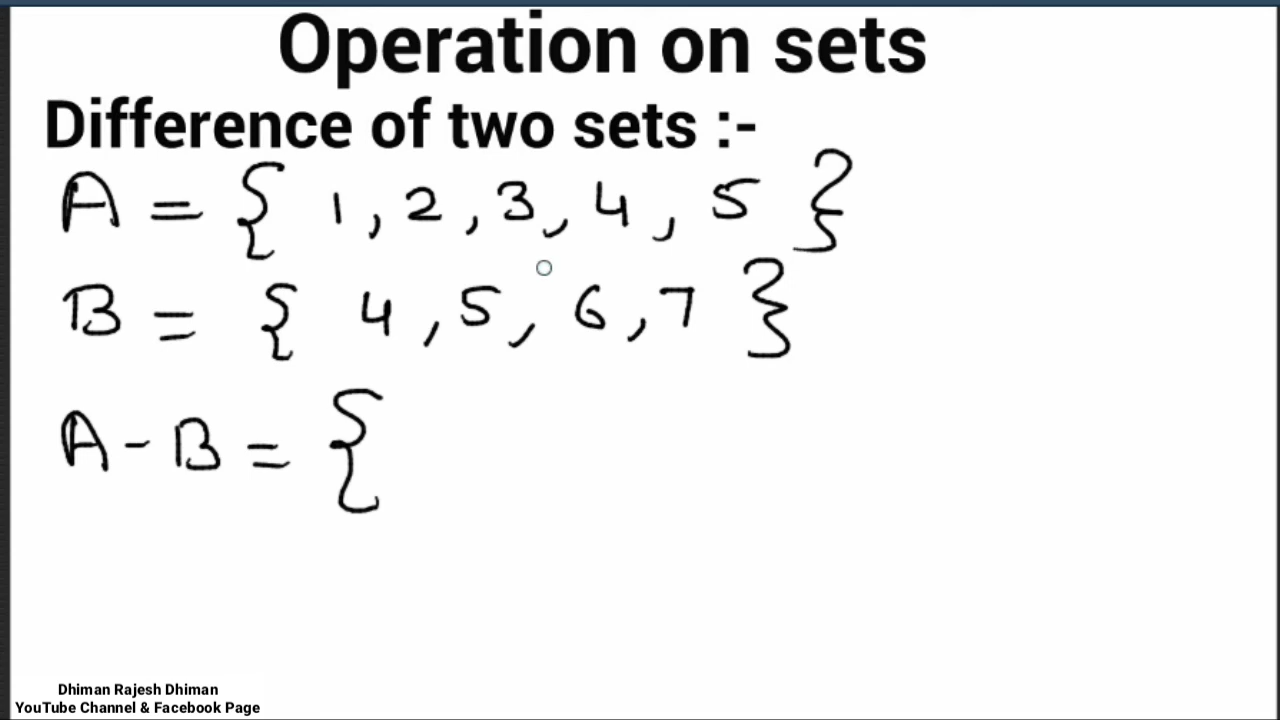 Operation on sets
Difference of two sets :-
A = { 1, 2, 3, 4, 5 }
B = { 4, 5, 6, 7 }
A - B = {
Dhiman Rajesh Dhiman
YouTube Channel & Facebook Page